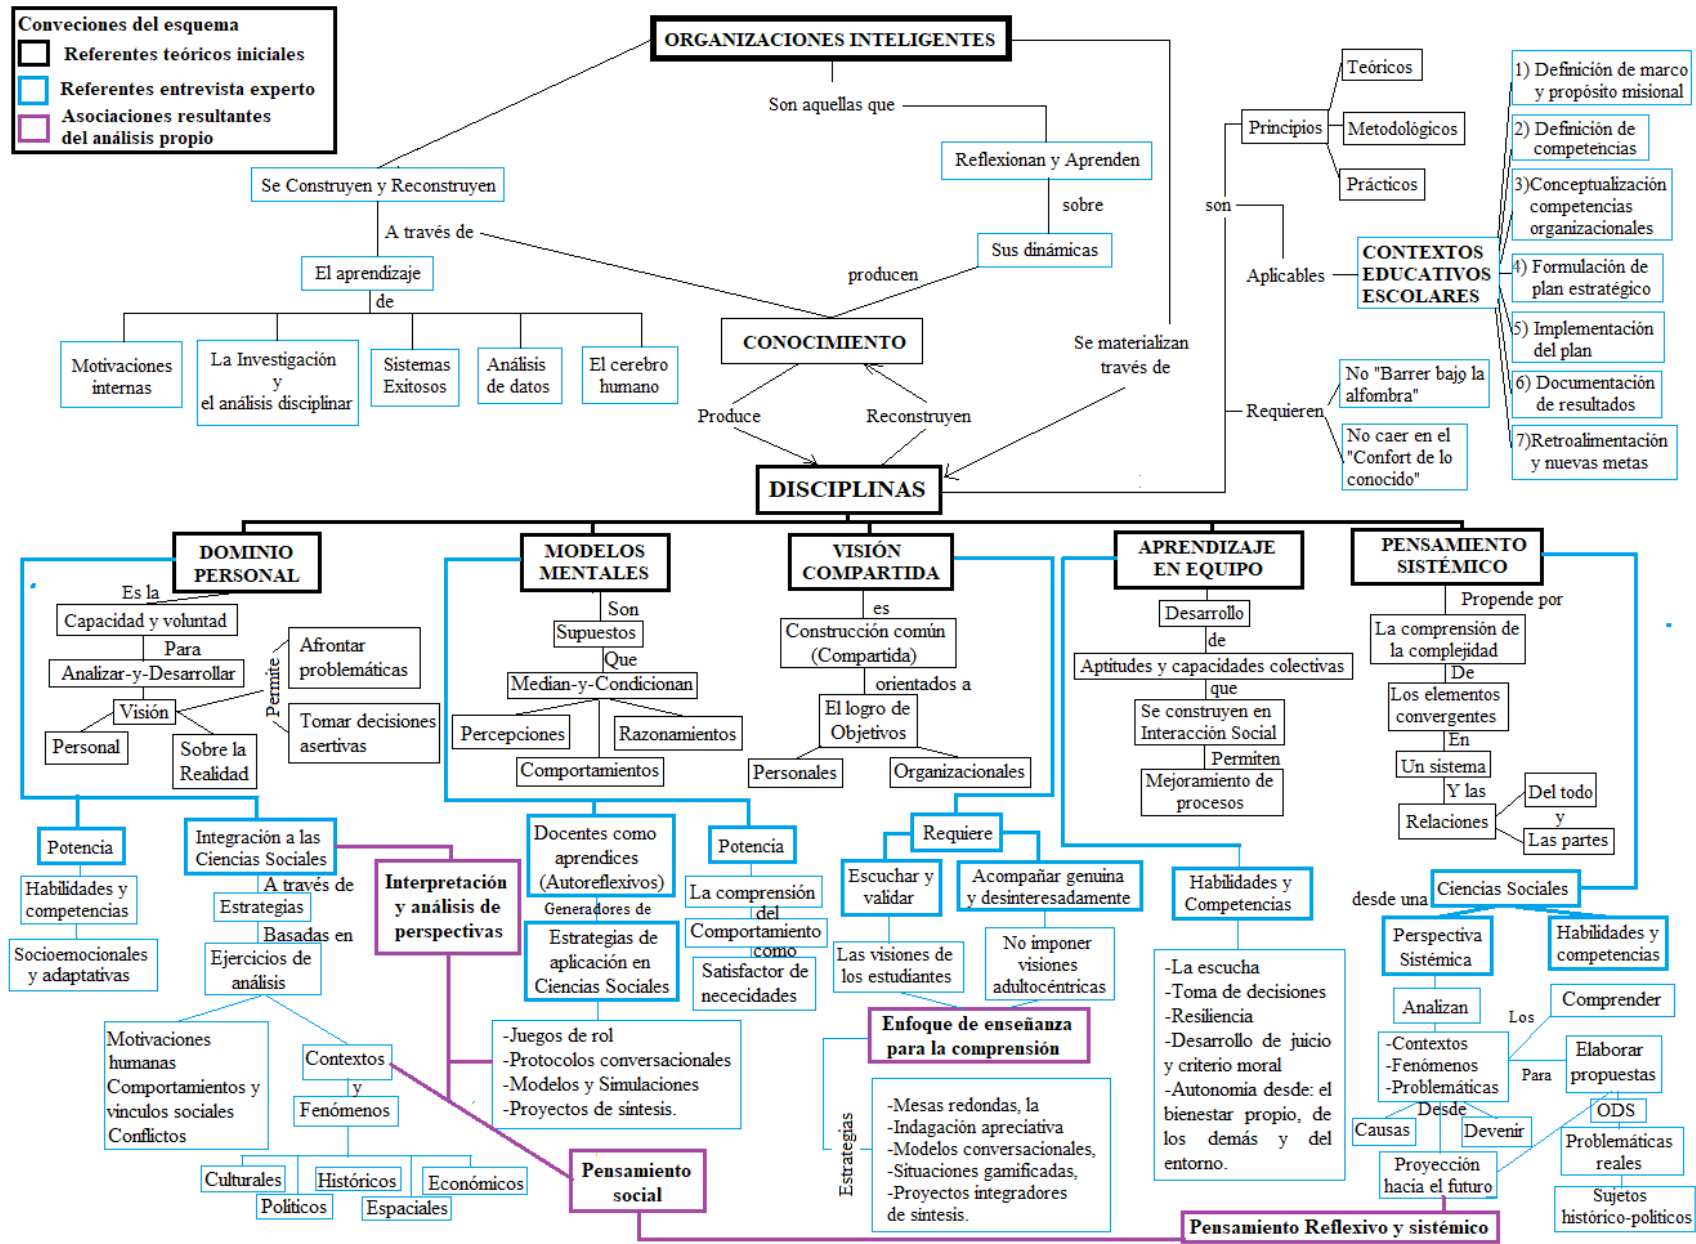 Conveciones del esquema
Referentes teóricos iniciales
Referentes entrevista experto
Asociaciones resultantes
del análisis propio
ORGANIZACIONES INTELIGENTES
Son aquellas que
Reflexionan y Aprenden
sobre
Sus dinámicas
producen
Se Construyen y Reconstruyen
A través de
El aprendizaje
de
Motivaciones
internas
La Investigación
y
el análisis disciplinar
Sistemas
Exitosos
Análisis
de datos
El cerebro
humano
CONOCIMIENTO
Produce
Reconstruyen
Se materializan
través de
DISCIPLINAS
son
Principios
Teóricos
Metodológicos
Prácticos
Aplicables
CONTEXTOS
EDUCATIVOS
ESCOLARES
1) Definición de marco
y propósito misional
2) Definición de
competencias
3)Conceptualización
competencias
organizacionales
4) Formulación de
plan estratégico
5) Implementación
del plan
6) Documentación
de resultados
7)Retroalimentación
y nuevas metas
Requieren
No "Barrer bajo la
alfombra"
No caer en el
"Confort de lo
conocido"
DOMINIO
PERSONAL
Es la
Capacidad y voluntad
Para
Analizar-y-Desarrollar
Visión
Personal
Sobre la
Realidad
Permite
Afrontar
problemáticas
Tomar decisiones
asertivas
Potencia
Habilidades y
competencias
Socioemocionales
y adaptativas
Integración a las
Ciencias Sociales
A través de
Estrategias
Basadas en
Ejercicios de
análisis
Motivaciones
humanas
Comportamientos y
vinculos sociales
Conflictos
Contextos
y
Fenómenos
Culturales
Políticos
Históricos
Espaciales
Económicos
Interpretación
y análisis de
perspectivas
MODELOS
MENTALES
Son
Supuestos
Que
Median-y-Condicionan
Percepciones
Comportamientos
Razonamientos
Docentes como
aprendices
(Autoreflexivos)
Generadores de
Estrategias de
aplicación en
Ciencias Sociales
-Juegos de rol
-Protocolos conversacionales
-Modelos y Simulaciones
-Proyectos de síntesis.
Potencia
La comprensión
del
Comportamiento
como
Satisfactor de
nececidades
Pensamiento
social
VISIÓN
COMPARTIDA
es
Construcción común
(Compartida)
orientados a
El logro de
Objetivos
Personales
Organizacionales
Requiere
Escuchar y
validar
Las visiones de
los estudiantes
Acompañar genuina
y desinteresadamente
No imponer
visiones
adultocéntricas
Enfoque de enseñanza
para la comprensión
Estrategias
-Mesas redondas, la
-Indagación apreciativa
-Modelos conversacionales,
-Situaciones gamificadas,
-Proyectos integradores
de síntesis.
APRENDIZAJE
EN EQUIPO
Desarrollo
de
Aptitudes y capacidades colectivas
que
Se construyen en
Interacción Social
Permiten
Mejoramiento de
procesos
Habilidades y
Competencias
-La escucha
-Toma de decisiones
-Resiliencia
-Desarrollo de juicio
y criterio moral
-Autonomía desde: el
bienestar propio, de
los demás y del
entorno.
PENSAMIENTO
SISTÉMICO
Propende por
La comprensión de
la complejidad
De
Los elementos
convergentes
En
Un sistema
Y las
Relaciones
Del todo
y
Las partes
Ciencias Sociales
desde una
Perspectiva
Sistémica
Habilidades y
competencias
Analizan
-Contextos
-Fenómenos
-Problemáticas
Los
Comprender
Para
Elaborar
propuestas
Desde
Causas
Devenir
Proyección
hacia el futuro
ODS
Problemáticas
reales
Sujetos
histórico-políticos
Pensamiento Reflexivo y sistémico